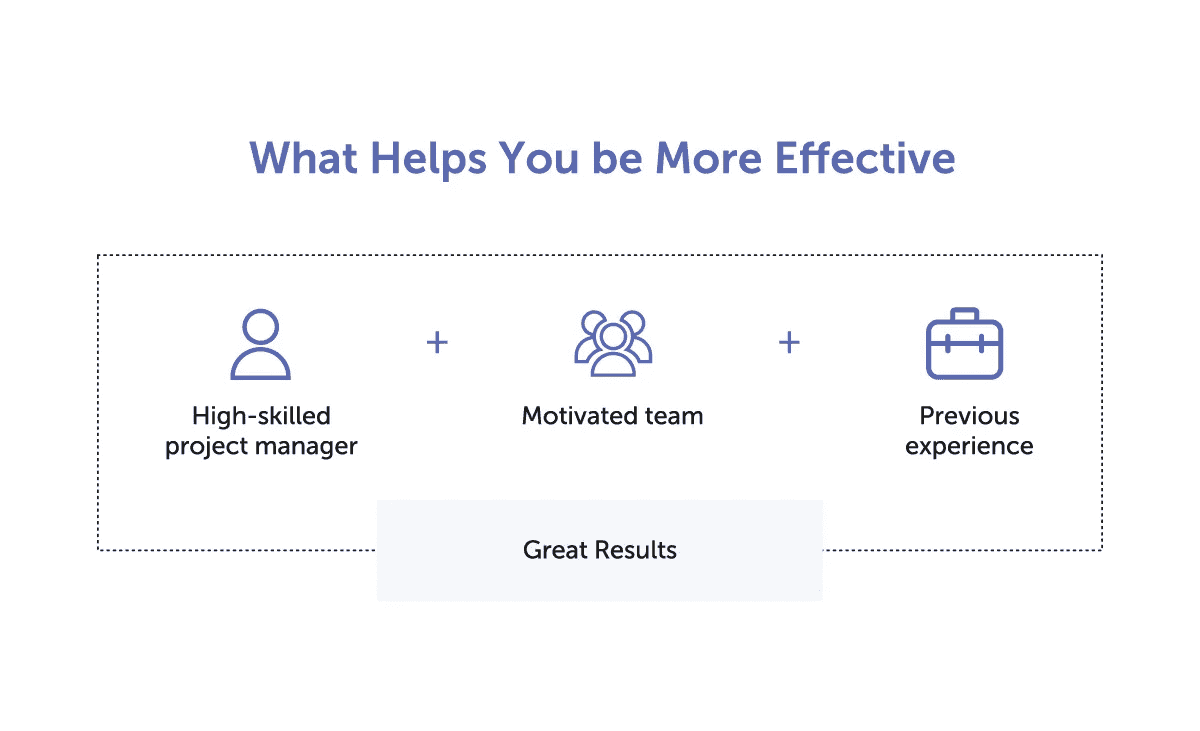 What Helps You be More Effective
+
+
High-skilled
project manager
Motivated team
Previous
experience
Great Results